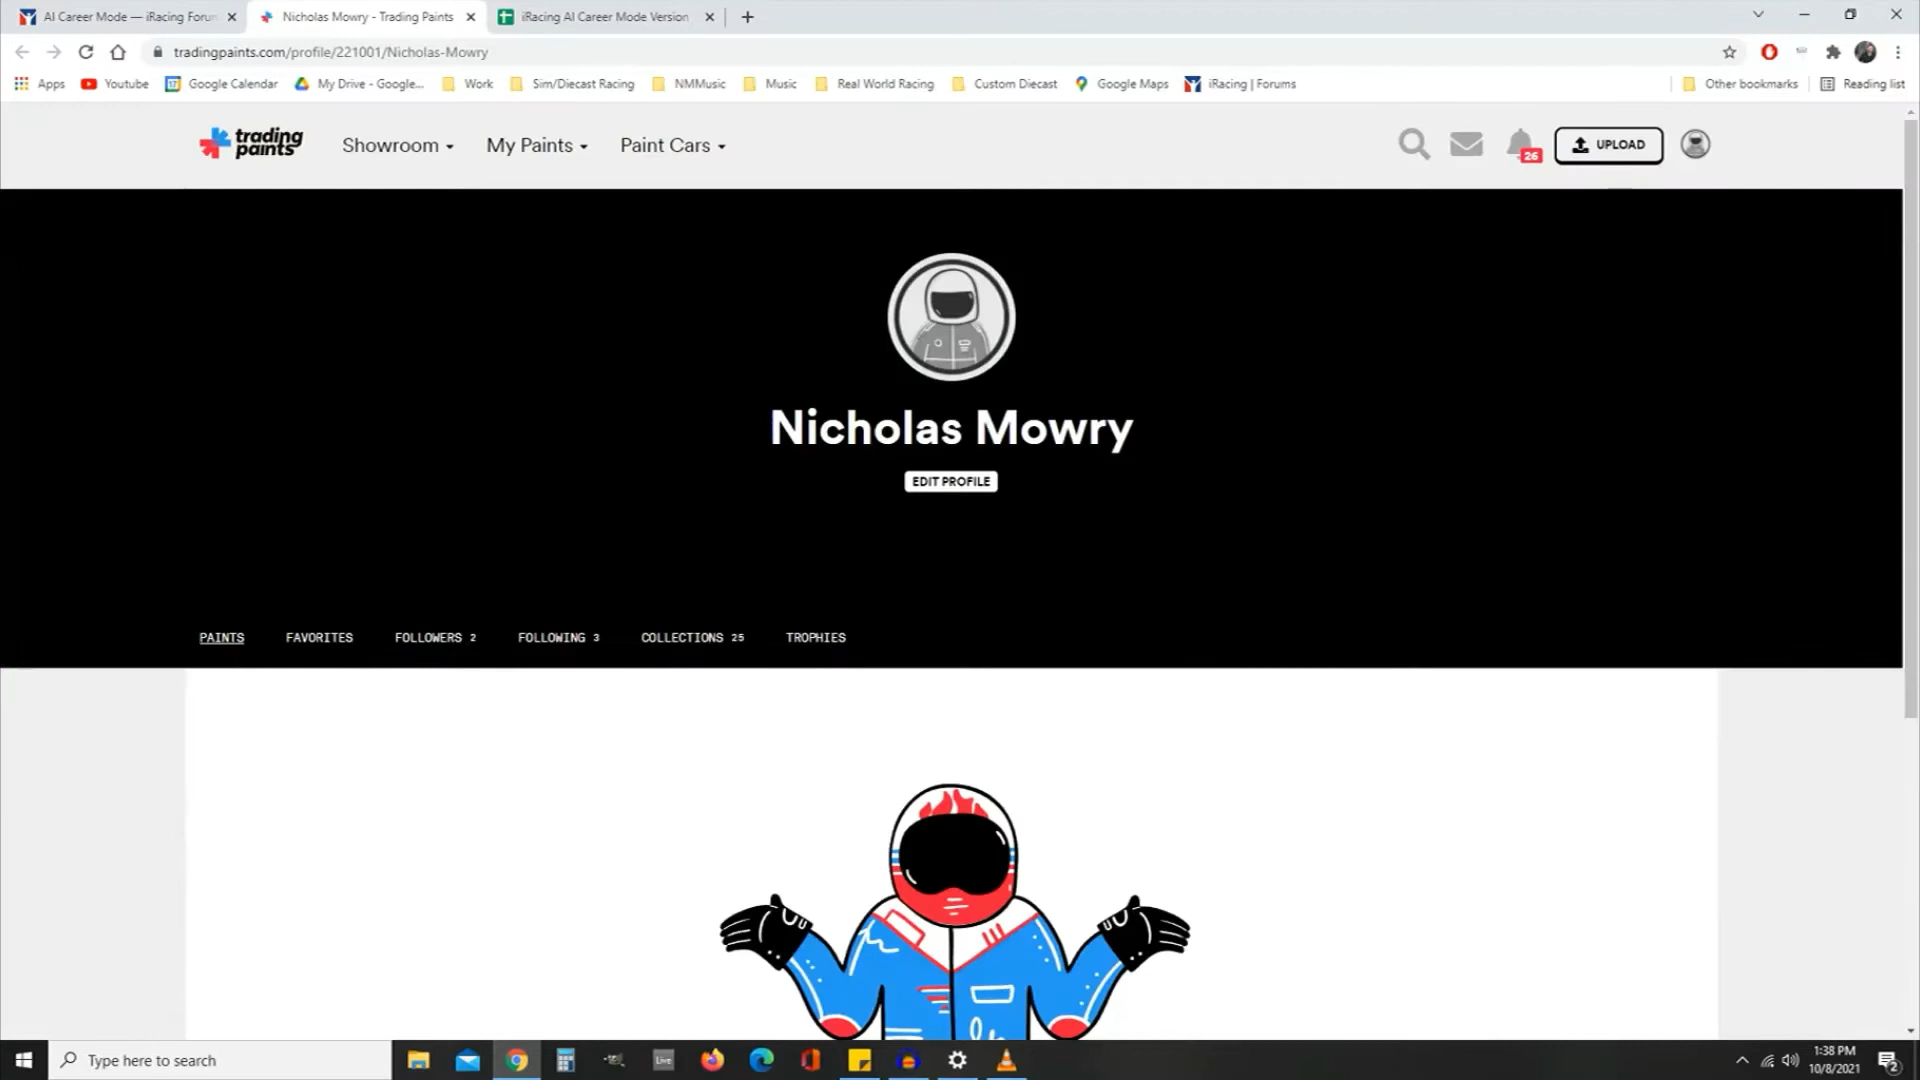 AI Career Mode — iRacing Forun
Nicholas Mowry - Trading Paints
iRacing AI Career Mode Version
tradingpaints.com/profile/221001/Nicholas-Mowry
Apps
Youtube
Google Calendar
My Drive - Google...
Work
Sim/Diecast Racing
NMMusic
Music
Real World Racing
Custom Diecast
Google Maps
iRacing | Forums
Other bookmarks
Reading list
trading paints
Showroom
My Paints
Paint Cars
26
UPLOAD
Nicholas Mowry
EDIT PROFILE
PAINTS
FAVORITES
FOLLOWERS 2
FOLLOWING 3
COLLECTIONS 25
TROPHIES
Type here to search
Live
1:38 PM
10/8/2021
2